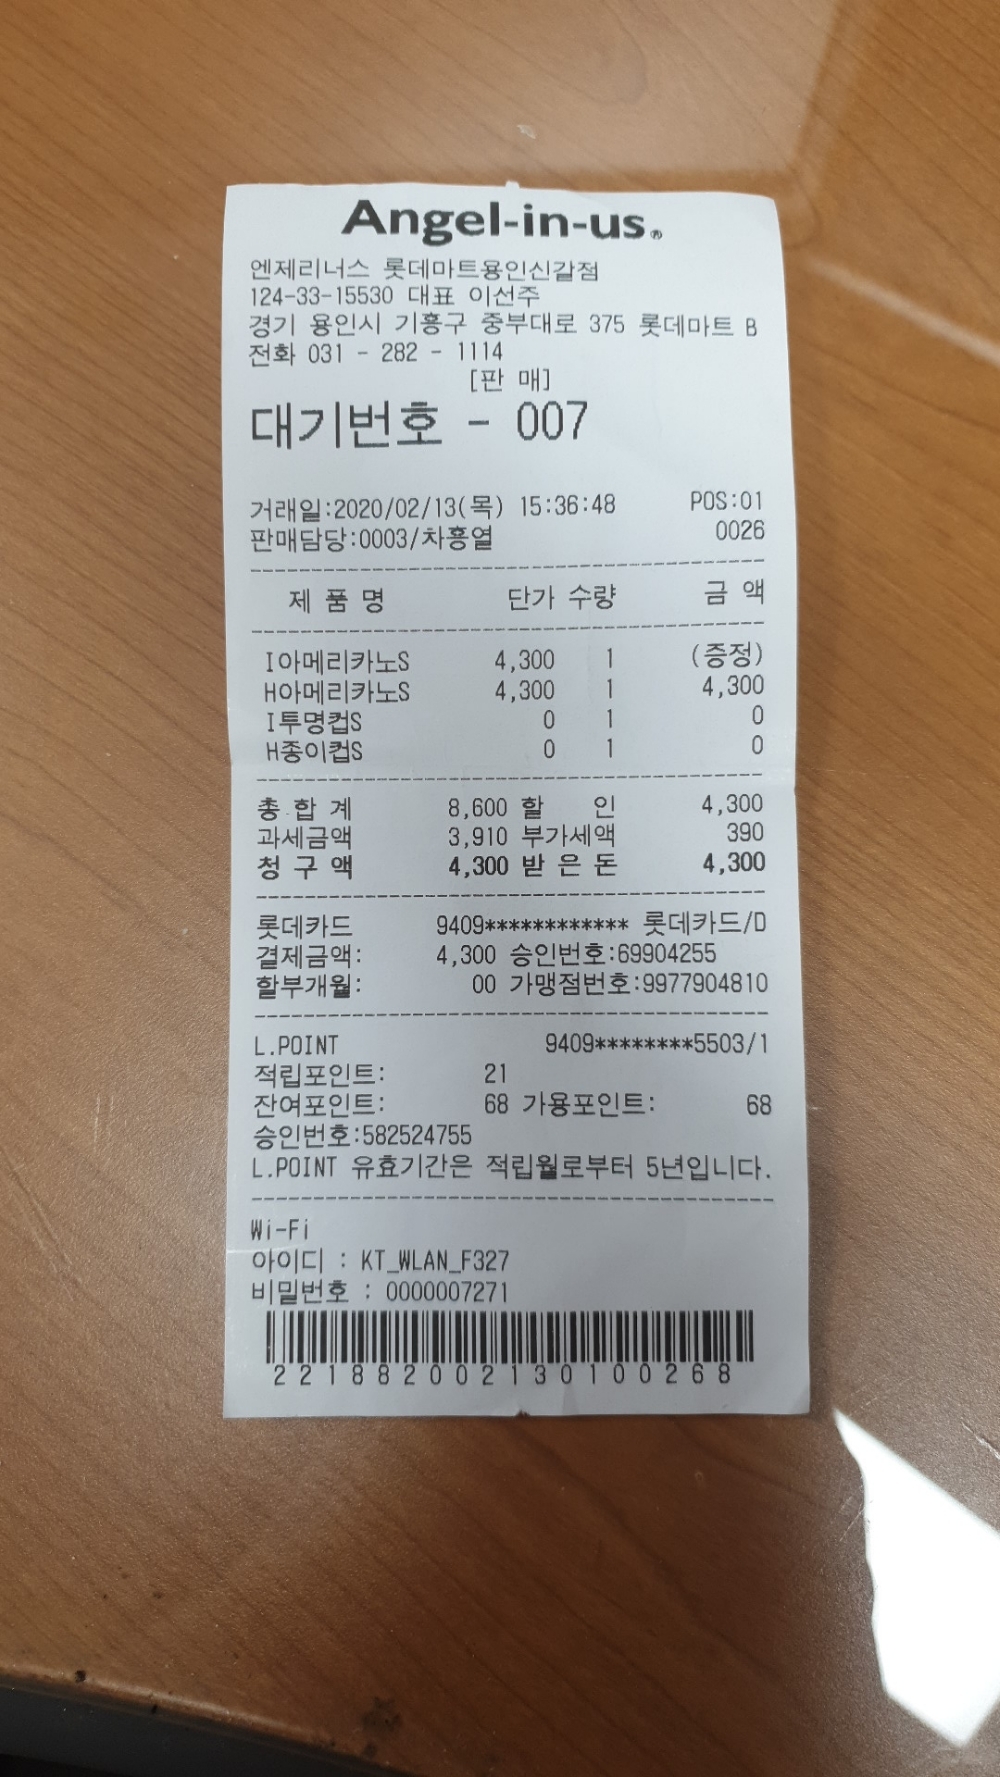 Angel-in-us®
엔제리너스 롯데마트용인신갈점
124-33-15530 대표 이선주
경기 용인시 기흥구 중부대로 375 롯데마트 B
전화 031 - 282 - 1114
[판 매]
대기번호 - 007
거래일:2020/02/13(목) 15:36:48 POS:01
판매담당:0003/차흥열 0026
제 품 명 단가 수량 금 액
I아메리카노S 4,300 1 (증정)
H아메리카노S 4,300 1 4,300
I투명컵S 0 1 0
H종이컵S 0 1 0
총 합 계 8,600 할 인 4,300
과세금액 3,910 부가세액 390
청 구 액 4,300 받 은 돈 4,300
롯데카드 9409************ 롯데카드/D
결제금액: 4,300 승인번호:69904255
할부개월: 00 가맹점번호:9977904810
L.POINT 9409********5503/1
적립포인트: 21
잔여포인트: 68 가용포인트: 68
승인번호:582524755
L.POINT 유효기간은 적립월로부터 5년입니다.
Wi-Fi
아이디 : KT_WLAN_F327
비밀번호 : 0000007271
221882002130100268